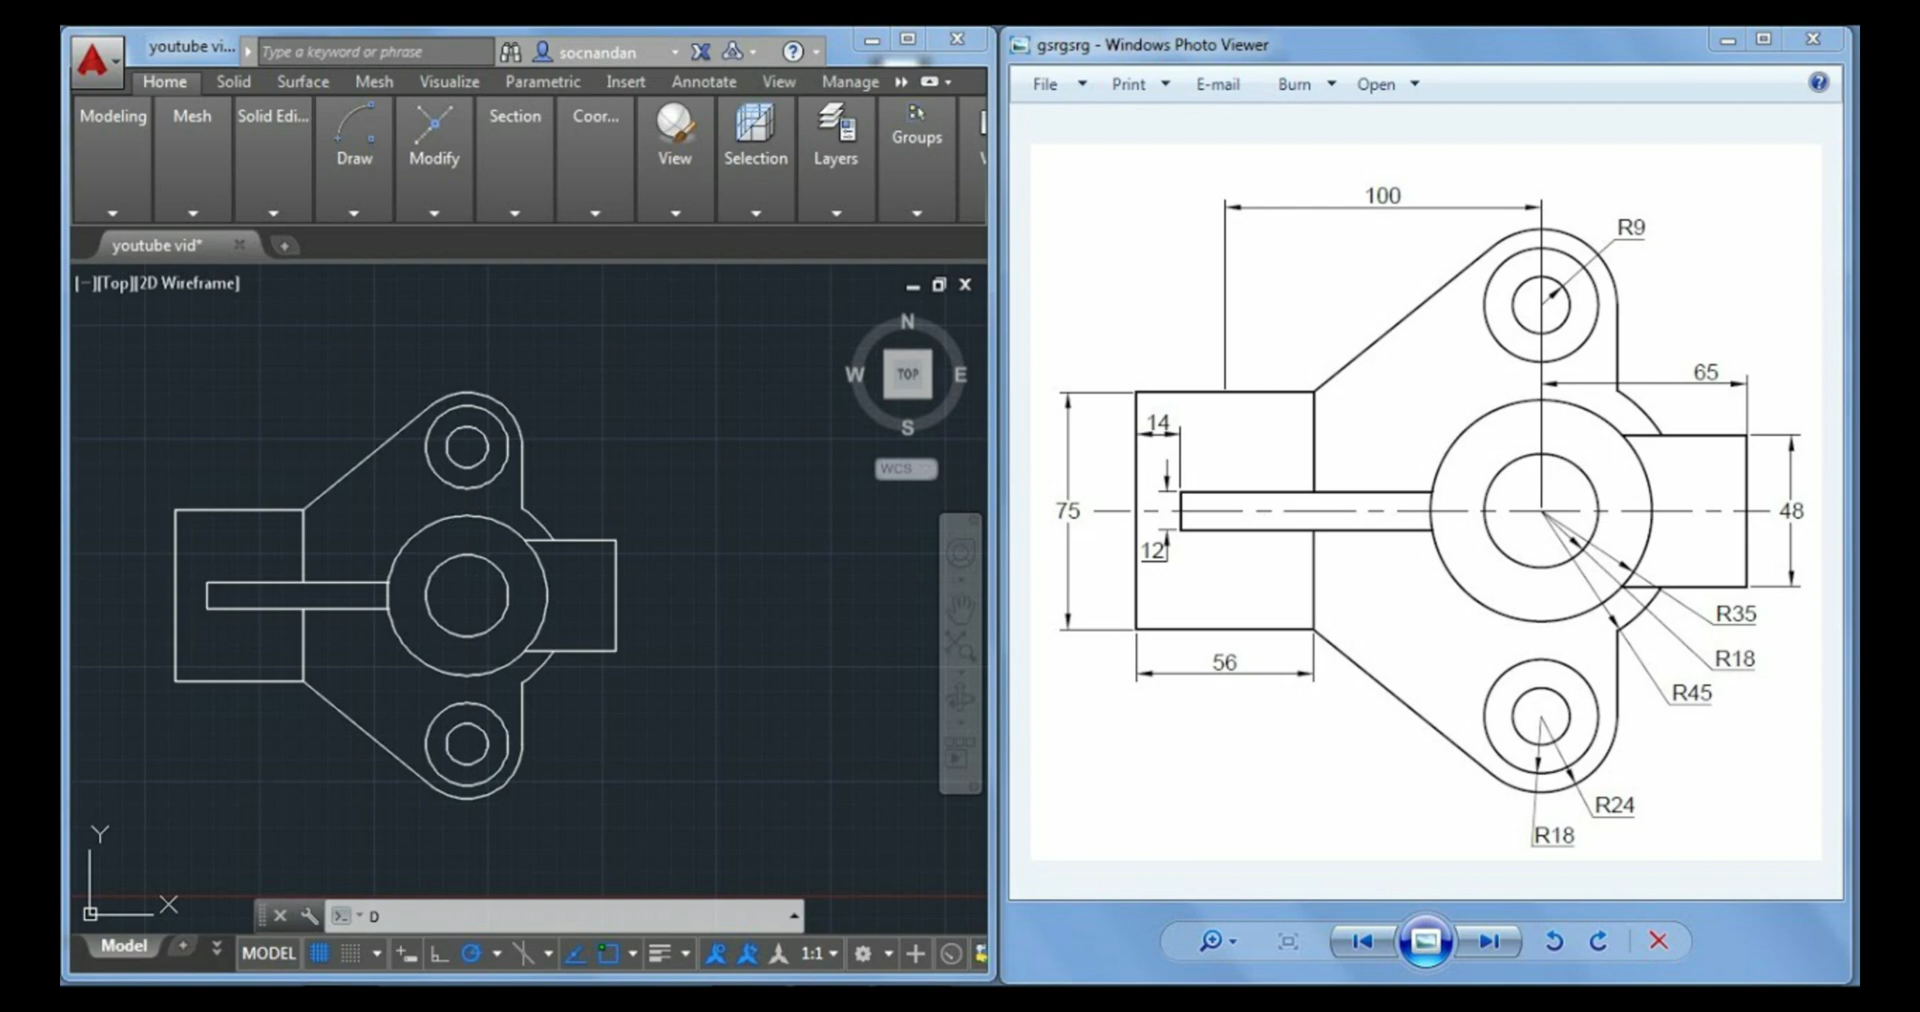 youtube vi...
Type a keyword or phrase
socnandan
Home Solid Surface Mesh Visualize Parametric Insert Annotate View Manage
Modeling Mesh Solid Edi... Draw Modify Section Coor... View Selection Layers Groups
youtube vid*
[−][Top][2D Wireframe]
N
W TOP E
S
WCS
Y
X
D
Model
MODEL
1:1
gsrgsrg - Windows Photo Viewer
File Print E-mail Burn Open
100
R9
65
14
75
48
12
56
R35
R18
R45
R24
R18